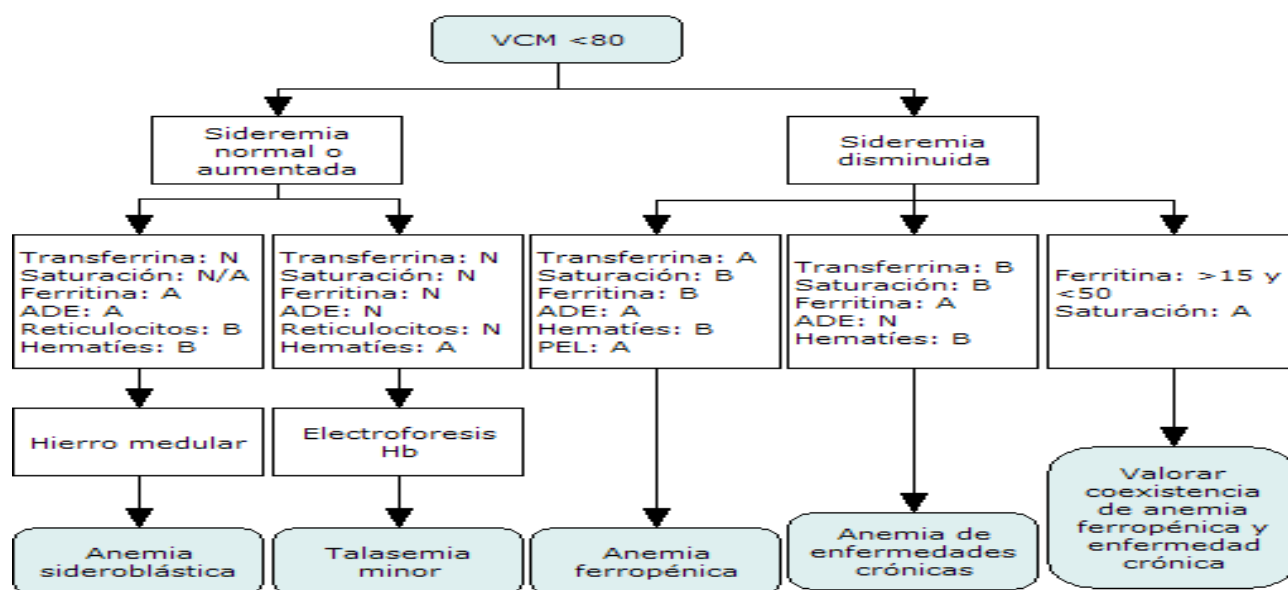 VCM <80
Sideremia
normal o
aumentada
Sideremia
disminuida
Transferrina: N
Saturación: N/A
Ferritina: A
ADE: A
Reticulocitos: B
Hematíes: B
Transferrina: N
Saturación: N
Ferritina: N
ADE: N
Reticulocitos: N
Hematíes: A
Transferrina: A
Saturación: B
Ferritina: B
ADE: A
Hematíes: B
PEL: A
Transferrina: B
Saturación: B
Ferritina: A
ADE: N
Hematíes: B
Ferritina: >15 y
<50
Saturación: A
Hierro medular
Electroforesis
Hb
Anemia
sideroblástica
Talasemia
minor
Anemia
ferropénica
Anemia de
enfermedades
crónicas
Valorar
coexistencia
de anemia
ferropénica y
enfermedad
crónica